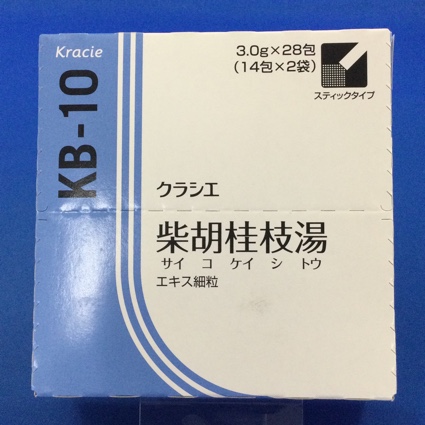 Kracie
KB-10
3.0g×28包
(14包×2袋)
スティックタイプ
クラシエ
柴胡桂枝湯
サイコケイシトウ
エキス細粒